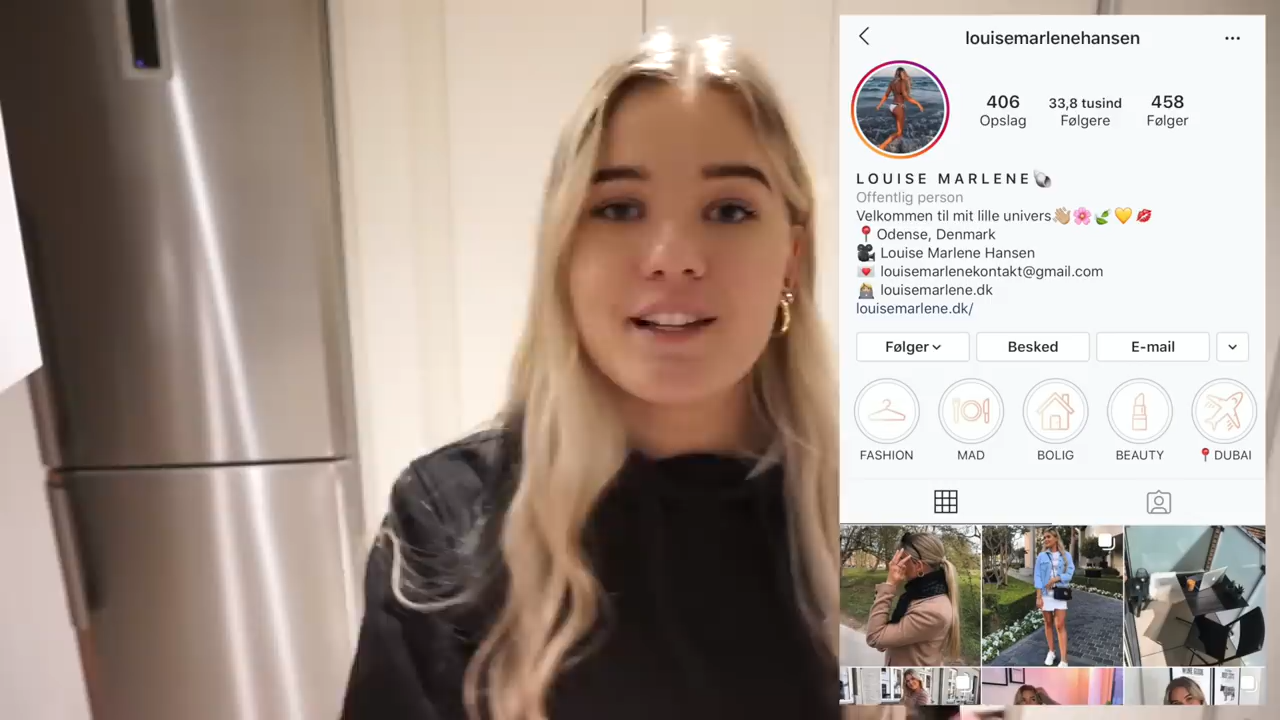 louisemarlenehansen
406 33,8 tusind 458
Opslag Følgere Følger
LOUISE MARLENE
Offentlig person
Velkommen til mit lille univers👋🏼🌸🍃💛💋
📍Odense, Denmark
🎥 Louise Marlene Hansen
💌 louisemarlenekontakt@gmail.com
👩🏼‍💻 louisemarlene.dk
louisemarlene.dk/
Følger Besked E-mail
FASHION MAD BOLIG BEAUTY 📍DUBAI